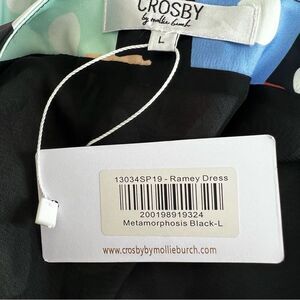 CROSBY
by mollie burch
L
13034SP19 - Ramey Dress
200198919324
Metamorphosis Black-L
www.crosbybymollieburch.com